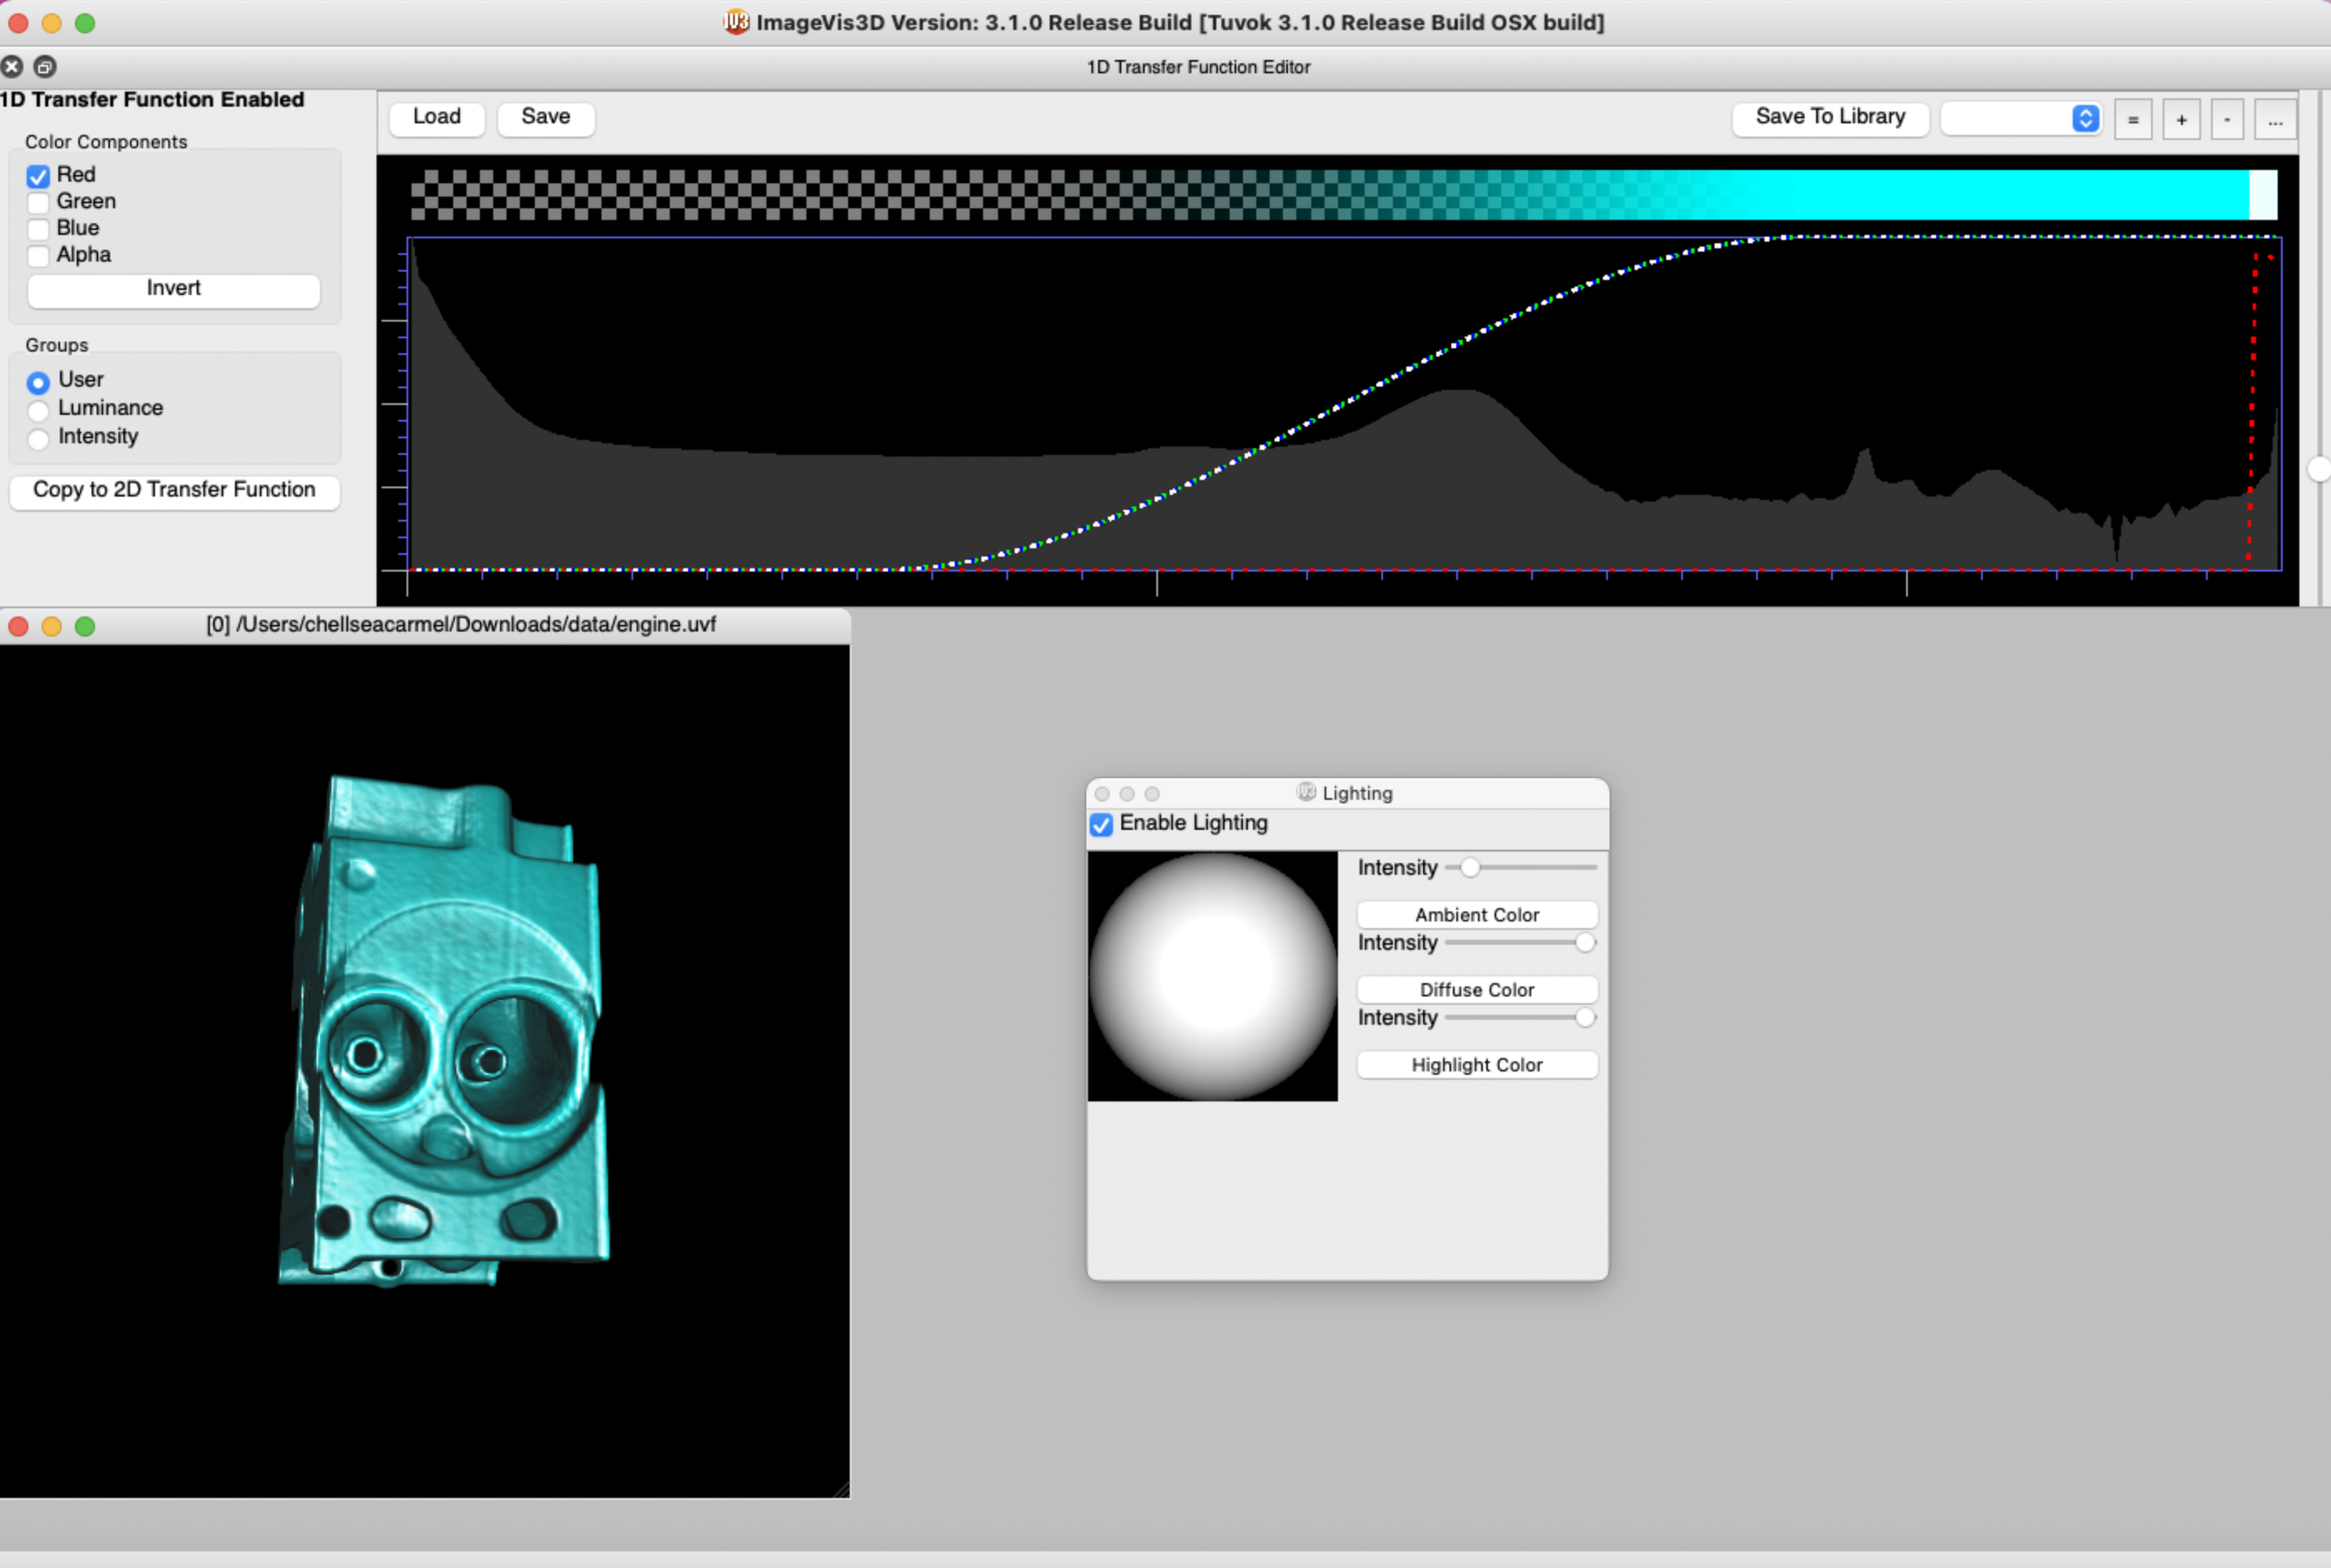 ImageVis3D Version: 3.1.0 Release Build [Tuvok 3.1.0 Release Build OSX build]
1D Transfer Function Editor
1D Transfer Function Enabled
Load
Save
Save To Library
=
+
-
...
Color Components
Red
Green
Blue
Alpha
Invert
Groups
User
Luminance
Intensity
Copy to 2D Transfer Function
[0] /Users/chellseacarmel/Downloads/data/engine.uvf
Lighting
Enable Lighting
Intensity
Ambient Color
Intensity
Diffuse Color
Intensity
Highlight Color